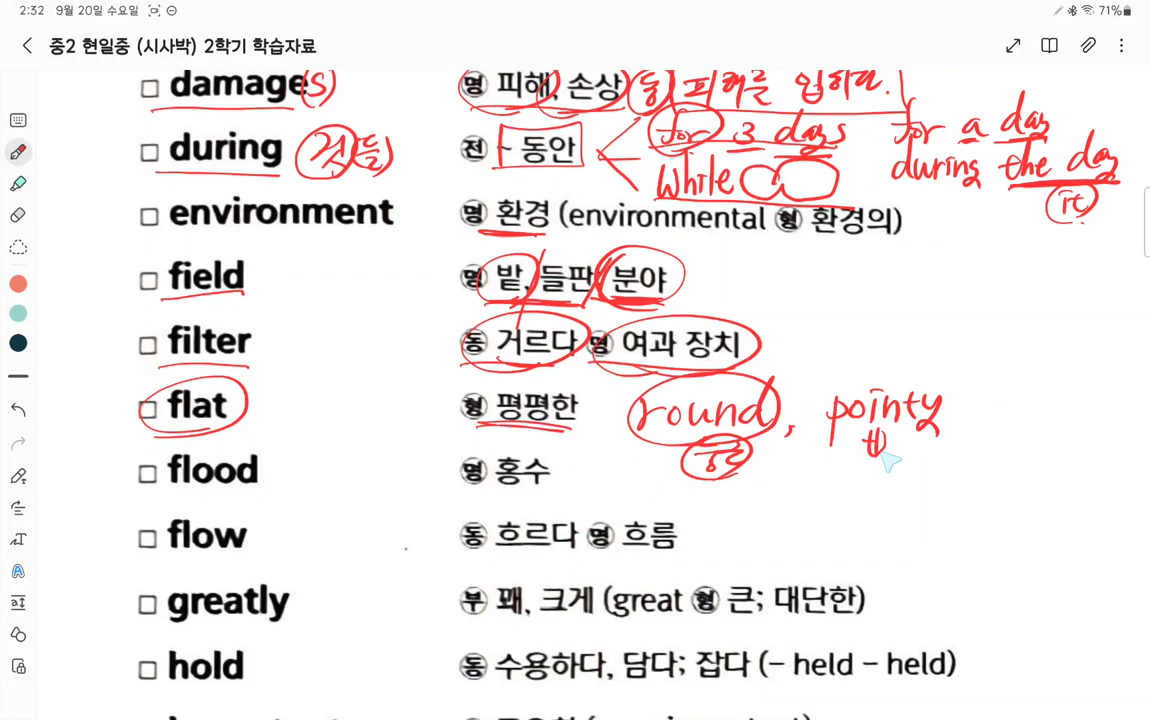 2:32 9월 20일 수요일 71%
중2 현일중 (시사박) 2학기 학습자료
damage(s) 명 피해, 손상 동 피해를 입히다.
for 3 days for a day
during 것(들) 전 ~ 동안
while during the day
it
environment 명 환경 (environmental 형 환경의)
field 명 밭, 들판, 분야
filter 동 거르다 명 여과 장치
flat 형 평평한 round, pointy
flood 명 홍수
flow 동 흐르다 명 흐름
greatly 부 꽤, 크게 (great 형 큰; 대단한)
hold 동 수용하다, 담다; 잡다 (– held – held)